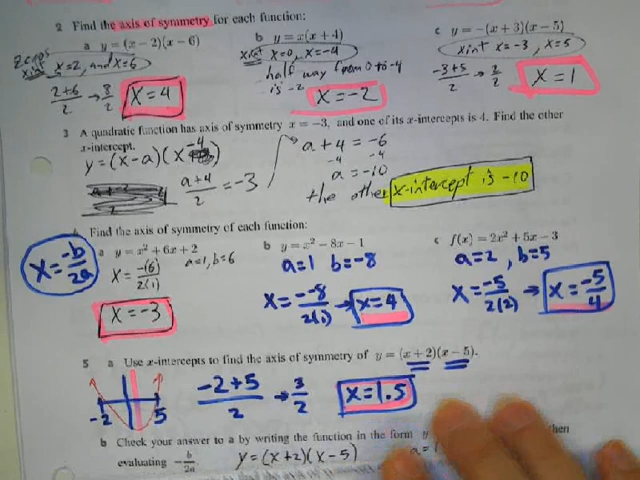 2 Find the axis of symmetry for each function:
a y = (x − 2)(x − 6)
zeros
xint x=2, and x=6
2+6/2 → 8/2
x = 4
b y = x(x + 4)
xint x=0, x=-4
half way from 0 to -4
is -2
x = -2
c y = −(x + 3)(x − 5)
xint x=-3, x=5
-3+5/2 → 2/2
x = 1
3 A quadratic function has axis of symmetry x = −3, and one of its x-intercepts is 4. Find the other
x-intercept.
y = (x-a)(x-4)
a+4/2 = -3
a + 4 = -6
-4 -4
a = -10
the other x-intercept is -10
4 Find the axis of symmetry of each function:
x = -b/2a
a y = x² + 6x + 2
a=1, b=6
x = -(6)/2(1)
x = -3
b y = x² − 8x − 1
a=1 b=-8
x = --8/2(1) → x=4
c f(x) = 2x² + 5x − 3
a=2, b=5
x = -5/2(2) → x = -5/4
5 a Use x-intercepts to find the axis of symmetry of y = (x + 2)(x − 5).
-2 5
-2+5/2 → 3/2
x = 1.5
b Check your answer to a by writing the function in the form y
then
evaluating −b/2a.
y = (x+2)(x-5)
a=1